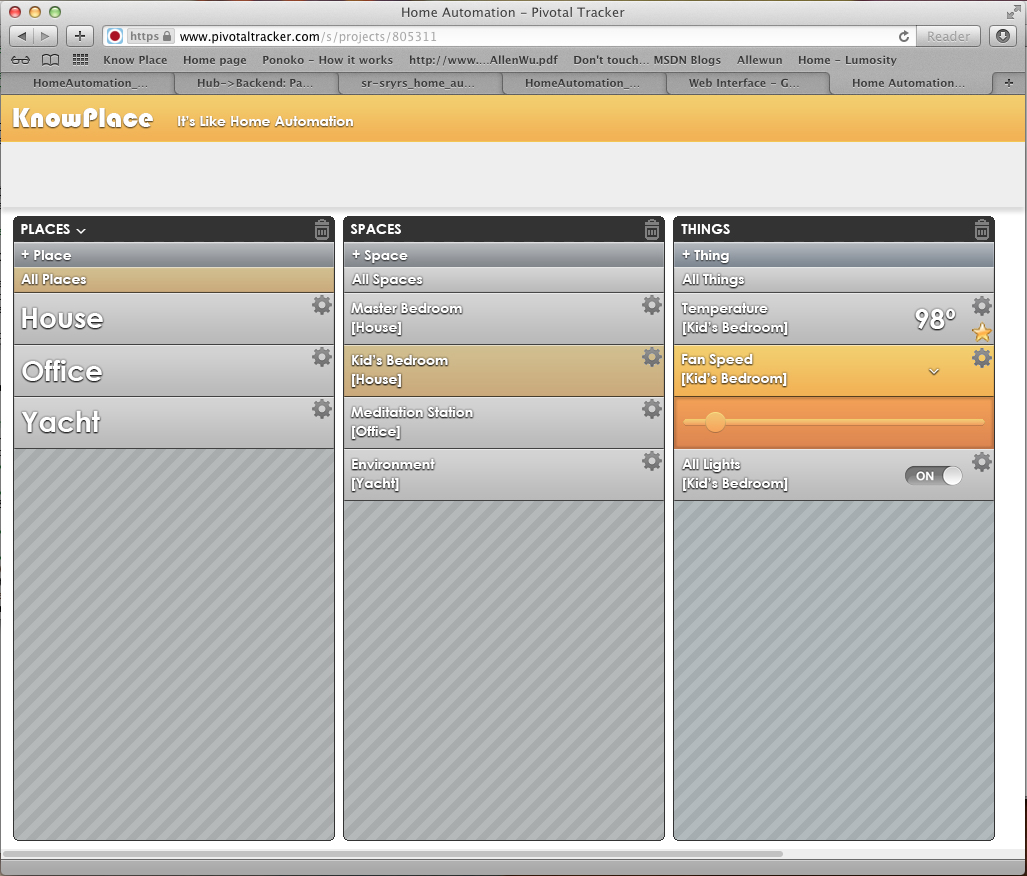 Home Automation – Pivotal Tracker
https www.pivotaltracker.com/s/projects/805311 Reader
Know Place Home page Ponoko – How it works http://www....AllenWu.pdf Don't touch... MSDN Blogs Allewun Home – Lumosity
HomeAutomation_... Hub->Backend: Pa... sr-sryrs_home_au... HomeAutomation_... Web Interface – G... Home Automation...
KnowPlace It's Like Home Automation
PLACES
+ Place
All Places
House
Office
Yacht
SPACES
+ Space
All Spaces
Master Bedroom
[House]
Kid's Bedroom
[House]
Meditation Station
[Office]
Environment
[Yacht]
THINGS
+ Thing
All Things
Temperature
[Kid's Bedroom]
98°
Fan Speed
[Kid's Bedroom]
All Lights
[Kid's Bedroom]
ON